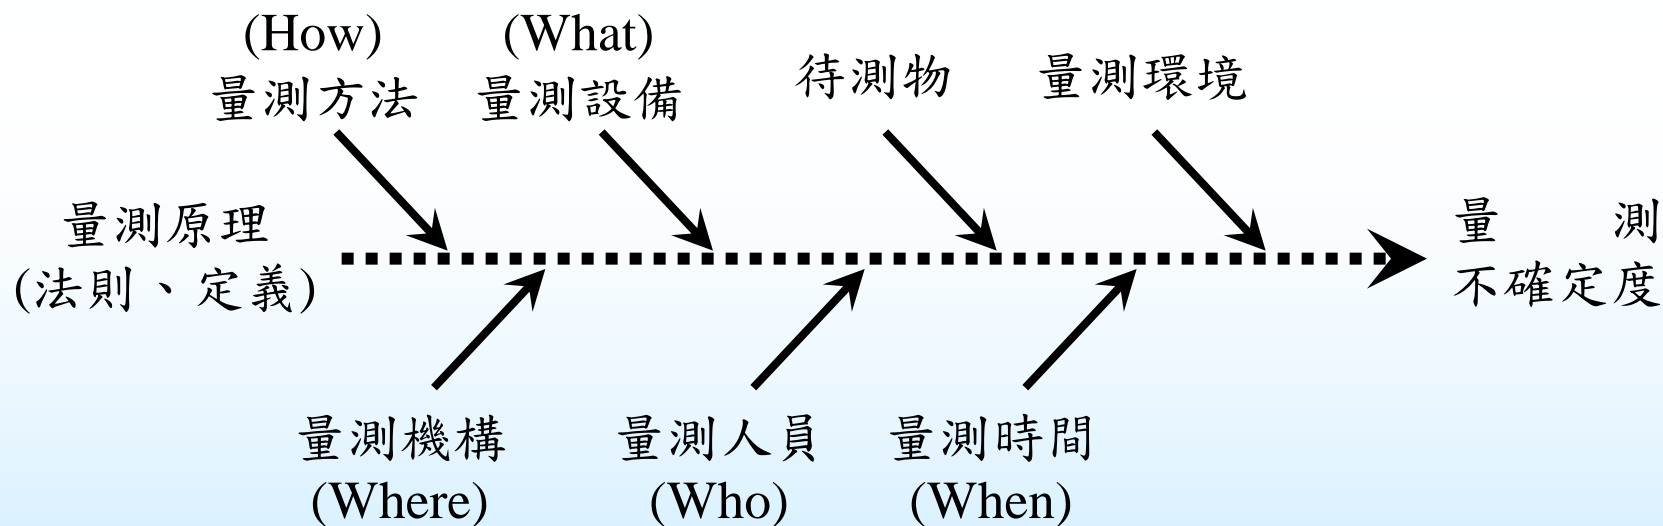 (How)
量測方法
(What)
量測設備
待測物
量測環境
量測原理
(法則、定義)
量 測
不確定度
量測機構
(Where)
量測人員
(Who)
量測時間
(When)